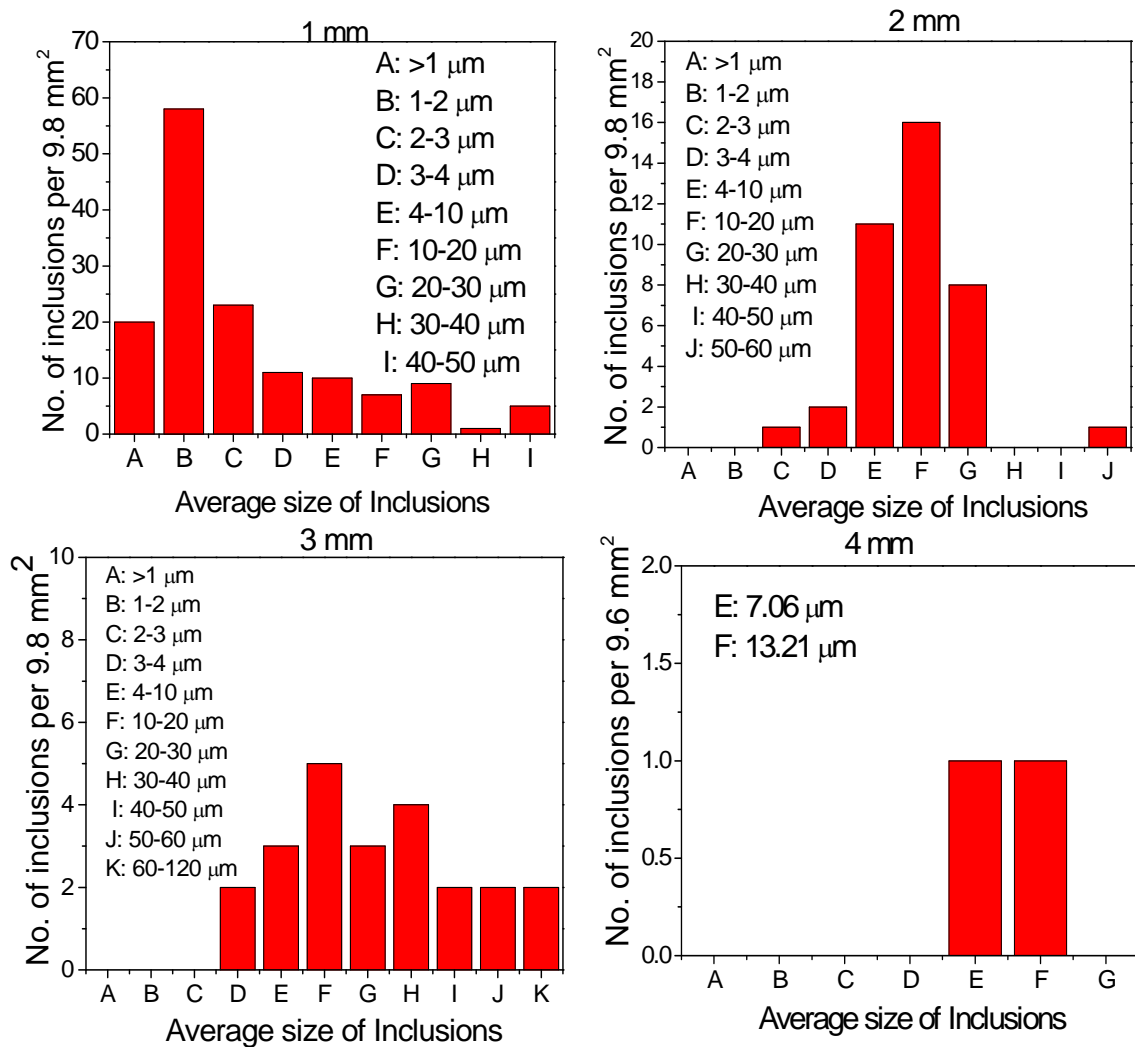 1 mm
No. of inclusions per 9.8 mm²
70
60
50
40
30
20
10
0
A: >1 μm
B: 1-2 μm
C: 2-3 μm
D: 3-4 μm
E: 4-10 μm
F: 10-20 μm
G: 20-30 μm
H: 30-40 μm
I: 40-50 μm
A B C D E F G H I
Average size of Inclusions
2 mm
No. of inclusions per 9.8 mm²
20
18
16
14
12
10
8
6
4
2
0
A: >1 μm
B: 1-2 μm
C: 2-3 μm
D: 3-4 μm
E: 4-10 μm
F: 10-20 μm
G: 20-30 μm
H: 30-40 μm
I: 40-50 μm
J: 50-60 μm
A B C D E F G H I J
Average size of Inclusions
3 mm
No. of inclusions per 9.8 mm²
10
8
6
4
2
0
A: >1 μm
B: 1-2 μm
C: 2-3 μm
D: 3-4 μm
E: 4-10 μm
F: 10-20 μm
G: 20-30 μm
H: 30-40 μm
I: 40-50 μm
J: 50-60 μm
K: 60-120 μm
A B C D E F G H I J K
Average size of Inclusions
4 mm
No. of inclusions per 9.6 mm²
2.0
1.5
1.0
0.5
0.0
E: 7.06 μm
F: 13.21 μm
A B C D E F G
Average size of Inclusions